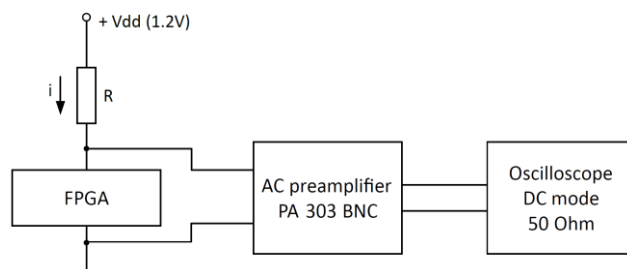 + Vdd (1.2V)
i
R
FPGA
AC preamplifier
PA 303 BNC
Oscilloscope
DC mode
50 Ohm